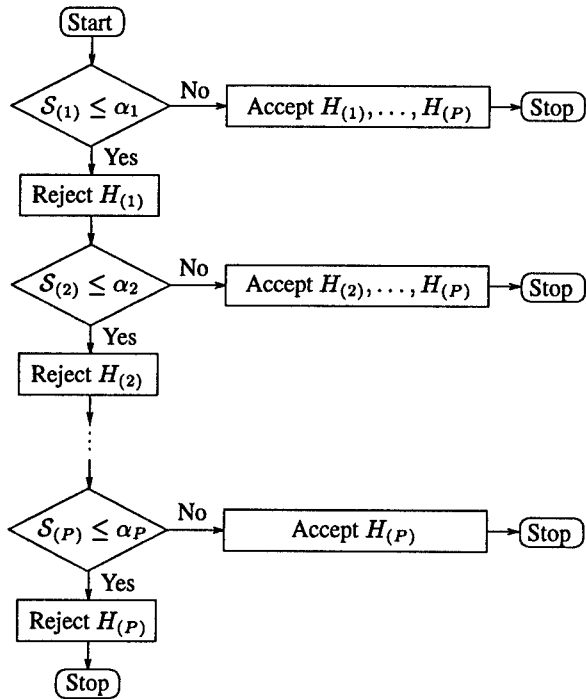 Start
S₍₁₎ ≤ α₁
No
Accept H₍₁₎, . . . , H₍P₎
Stop
Yes
Reject H₍₁₎
S₍₂₎ ≤ α₂
No
Accept H₍₂₎, . . . , H₍P₎
Stop
Yes
Reject H₍₂₎
⋮
S₍P₎ ≤ αP
No
Accept H₍P₎
Stop
Yes
Reject H₍P₎
Stop